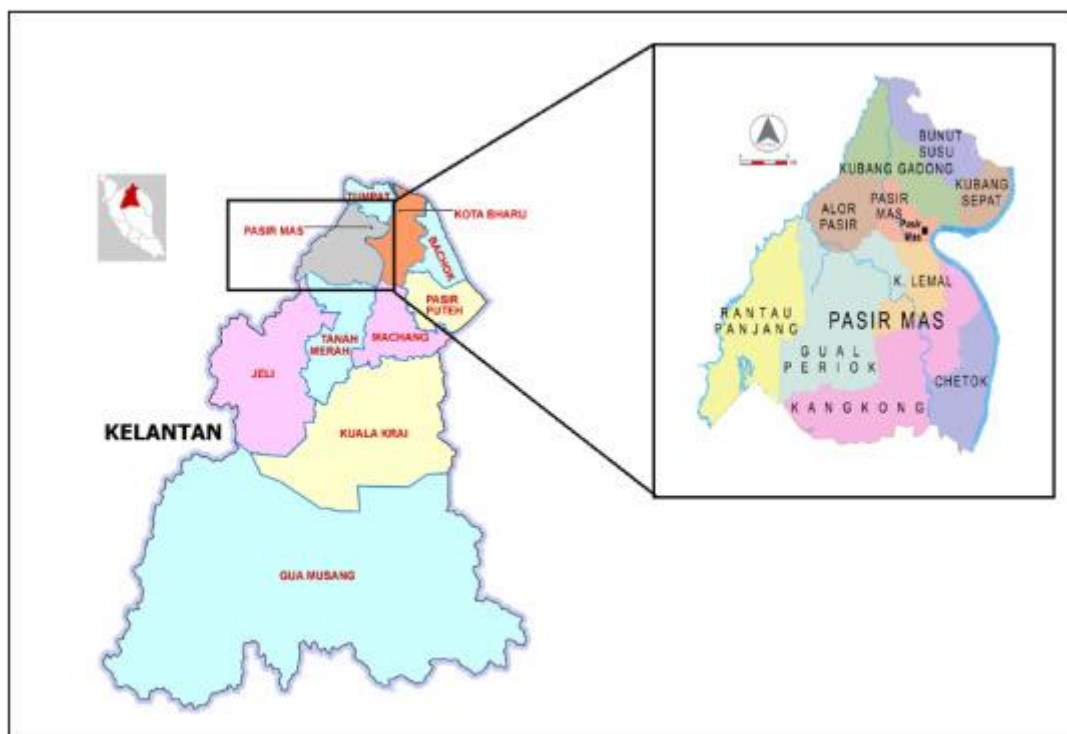 TUMPAT
KOTA BHARU
PASIR MAS
BACHOK
PASIR
PUTEH
MACHANG
TANAH
MERAH
JELI
KELANTAN
KUALA KRAI
GUA MUSANG
BUNUT
SUSU
KUBANG GADONG
KUBANG
SEPAT
PASIR
MAS
Pasir
Mas
ALOR
PASIR
K. LEMAL
RANTAU
PANJANG
PASIR MAS
GUAL
PERIOK
CHETOK
KANGKONG